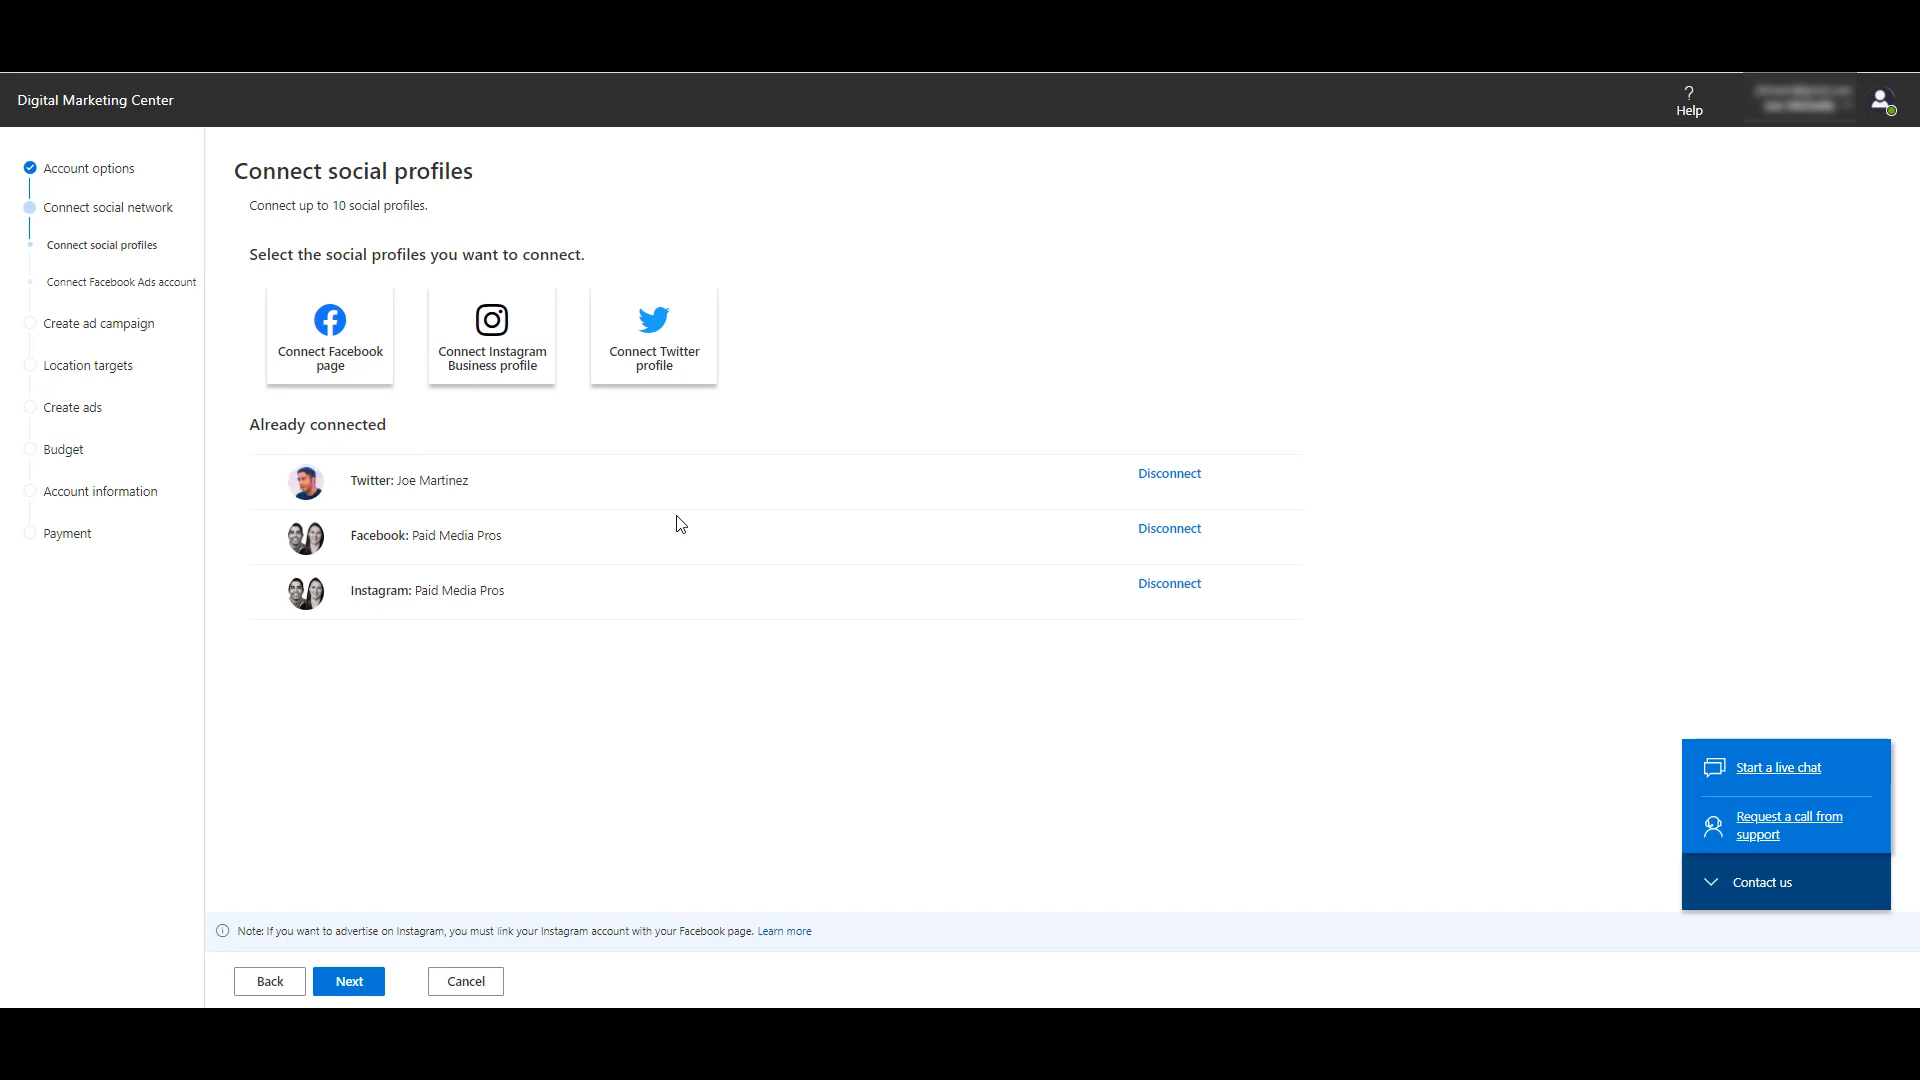 Digital Marketing Center
?
Help
Account options
Connect social network
Connect social profiles
Connect Facebook Ads account
Create ad campaign
Location targets
Create ads
Budget
Account information
Payment
Connect social profiles
Connect up to 10 social profiles.
Select the social profiles you want to connect.
Connect Facebook
page
Connect Instagram
Business profile
Connect Twitter
profile
Already connected
Twitter: Joe Martinez
Disconnect
Facebook: Paid Media Pros
Disconnect
Instagram: Paid Media Pros
Disconnect
Start a live chat
Request a call from
support
Contact us
Note: If you want to advertise on Instagram, you must link your Instagram account with your Facebook page. Learn more
Back
Next
Cancel